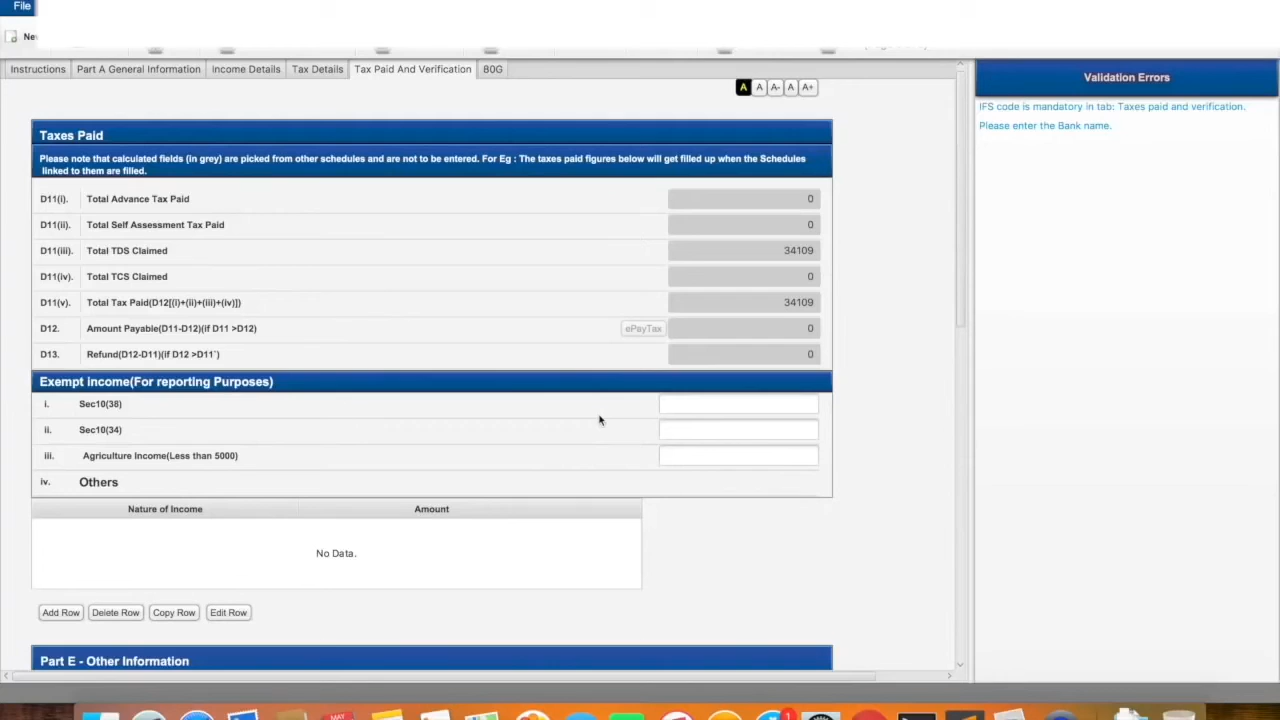 File
New
Instructions
Part A General Information
Income Details
Tax Details
Tax Paid And Verification
80G
A A A- A A+
Taxes Paid
Please note that calculated fields (in grey) are picked from other schedules and are not to be entered. For Eg : The taxes paid figures below will get filled up when the Schedules
linked to them are filled.
D11(i). Total Advance Tax Paid 0
D11(ii). Total Self Assessment Tax Paid 0
D11(iii). Total TDS Claimed 34109
D11(iv). Total TCS Claimed 0
D11(v). Total Tax Paid(D12[(i)+(ii)+(iii)+(iv)]) 34109
D12. Amount Payable(D11-D12)(if D11 >D12) ePayTax 0
D13. Refund(D12-D11)(if D12 >D11`) 0
Exempt income(For reporting Purposes)
i. Sec10(38)
ii. Sec10(34)
iii. Agriculture Income(Less than 5000)
iv. Others
Nature of Income Amount
No Data.
Add Row Delete Row Copy Row Edit Row
Part E - Other Information
Validation Errors
IFS code is mandatory in tab: Taxes paid and verification.
Please enter the Bank name.
MAY
1